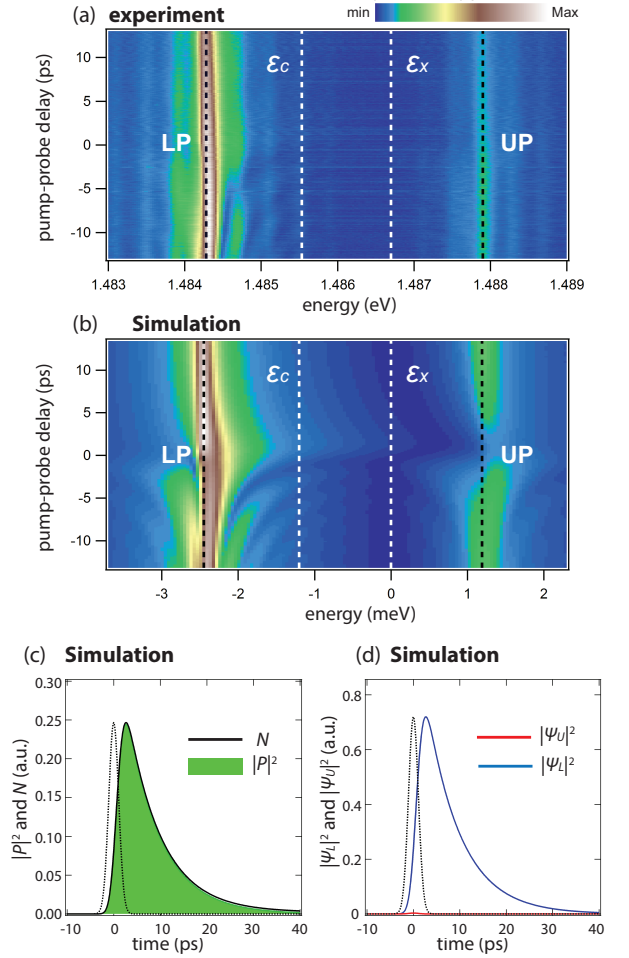 (a) experiment
min Max
pump-probe delay (ps)
10
5
0
-5
-10
LP
εc
εx
UP
1.483 1.484 1.485 1.486 1.487 1.488 1.489
energy (eV)
(b) Simulation
pump-probe delay (ps)
10
5
0
-5
-10
LP
εc
εx
UP
-3 -2 -1 0 1 2
energy (meV)
(c) Simulation
|P|² and N (a.u.)
0.30
0.25
0.20
0.15
0.10
0.05
0.00
N
|P|²
-10 0 10 20 30 40
time (ps)
(d) Simulation
|ΨL|² and |ΨU|² (a.u.)
0.8
0.6
0.4
0.2
0
|ΨU|²
|ΨL|²
-10 0 10 20 30 40
time (ps)